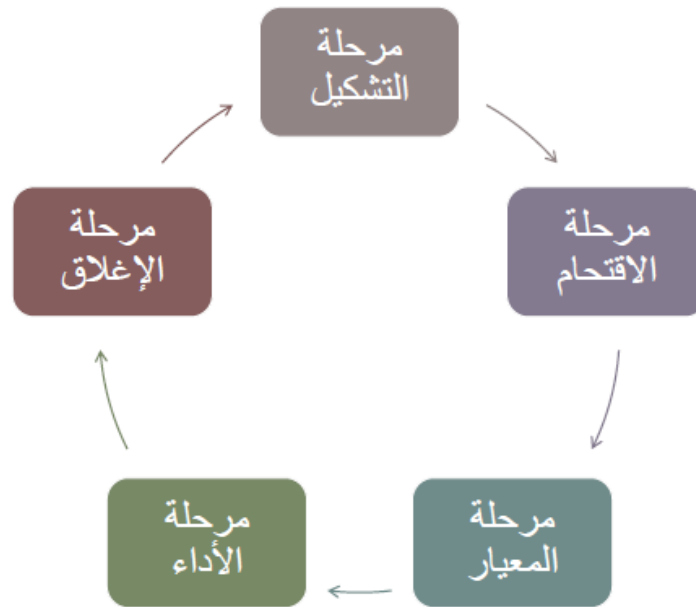 مرحلة
التشكيل
مرحلة
الاقتحام
مرحلة
المعيار
مرحلة
الأداء
مرحلة
الإغلاق